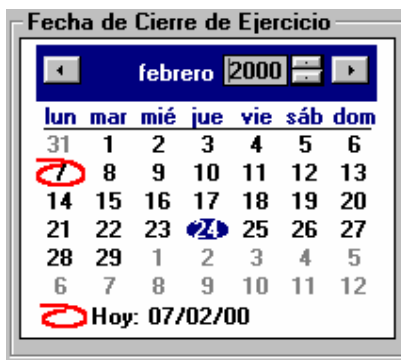 Fecha de Cierre de Ejercicio
febrero 2000
lun mar mié jue vie sáb dom
31 1 2 3 4 5 6
7 8 9 10 11 12 13
14 15 16 17 18 19 20
21 22 23 24 25 26 27
28 29 1 2 3 4 5
6 7 8 9 10 11 12
Hoy: 07/02/00